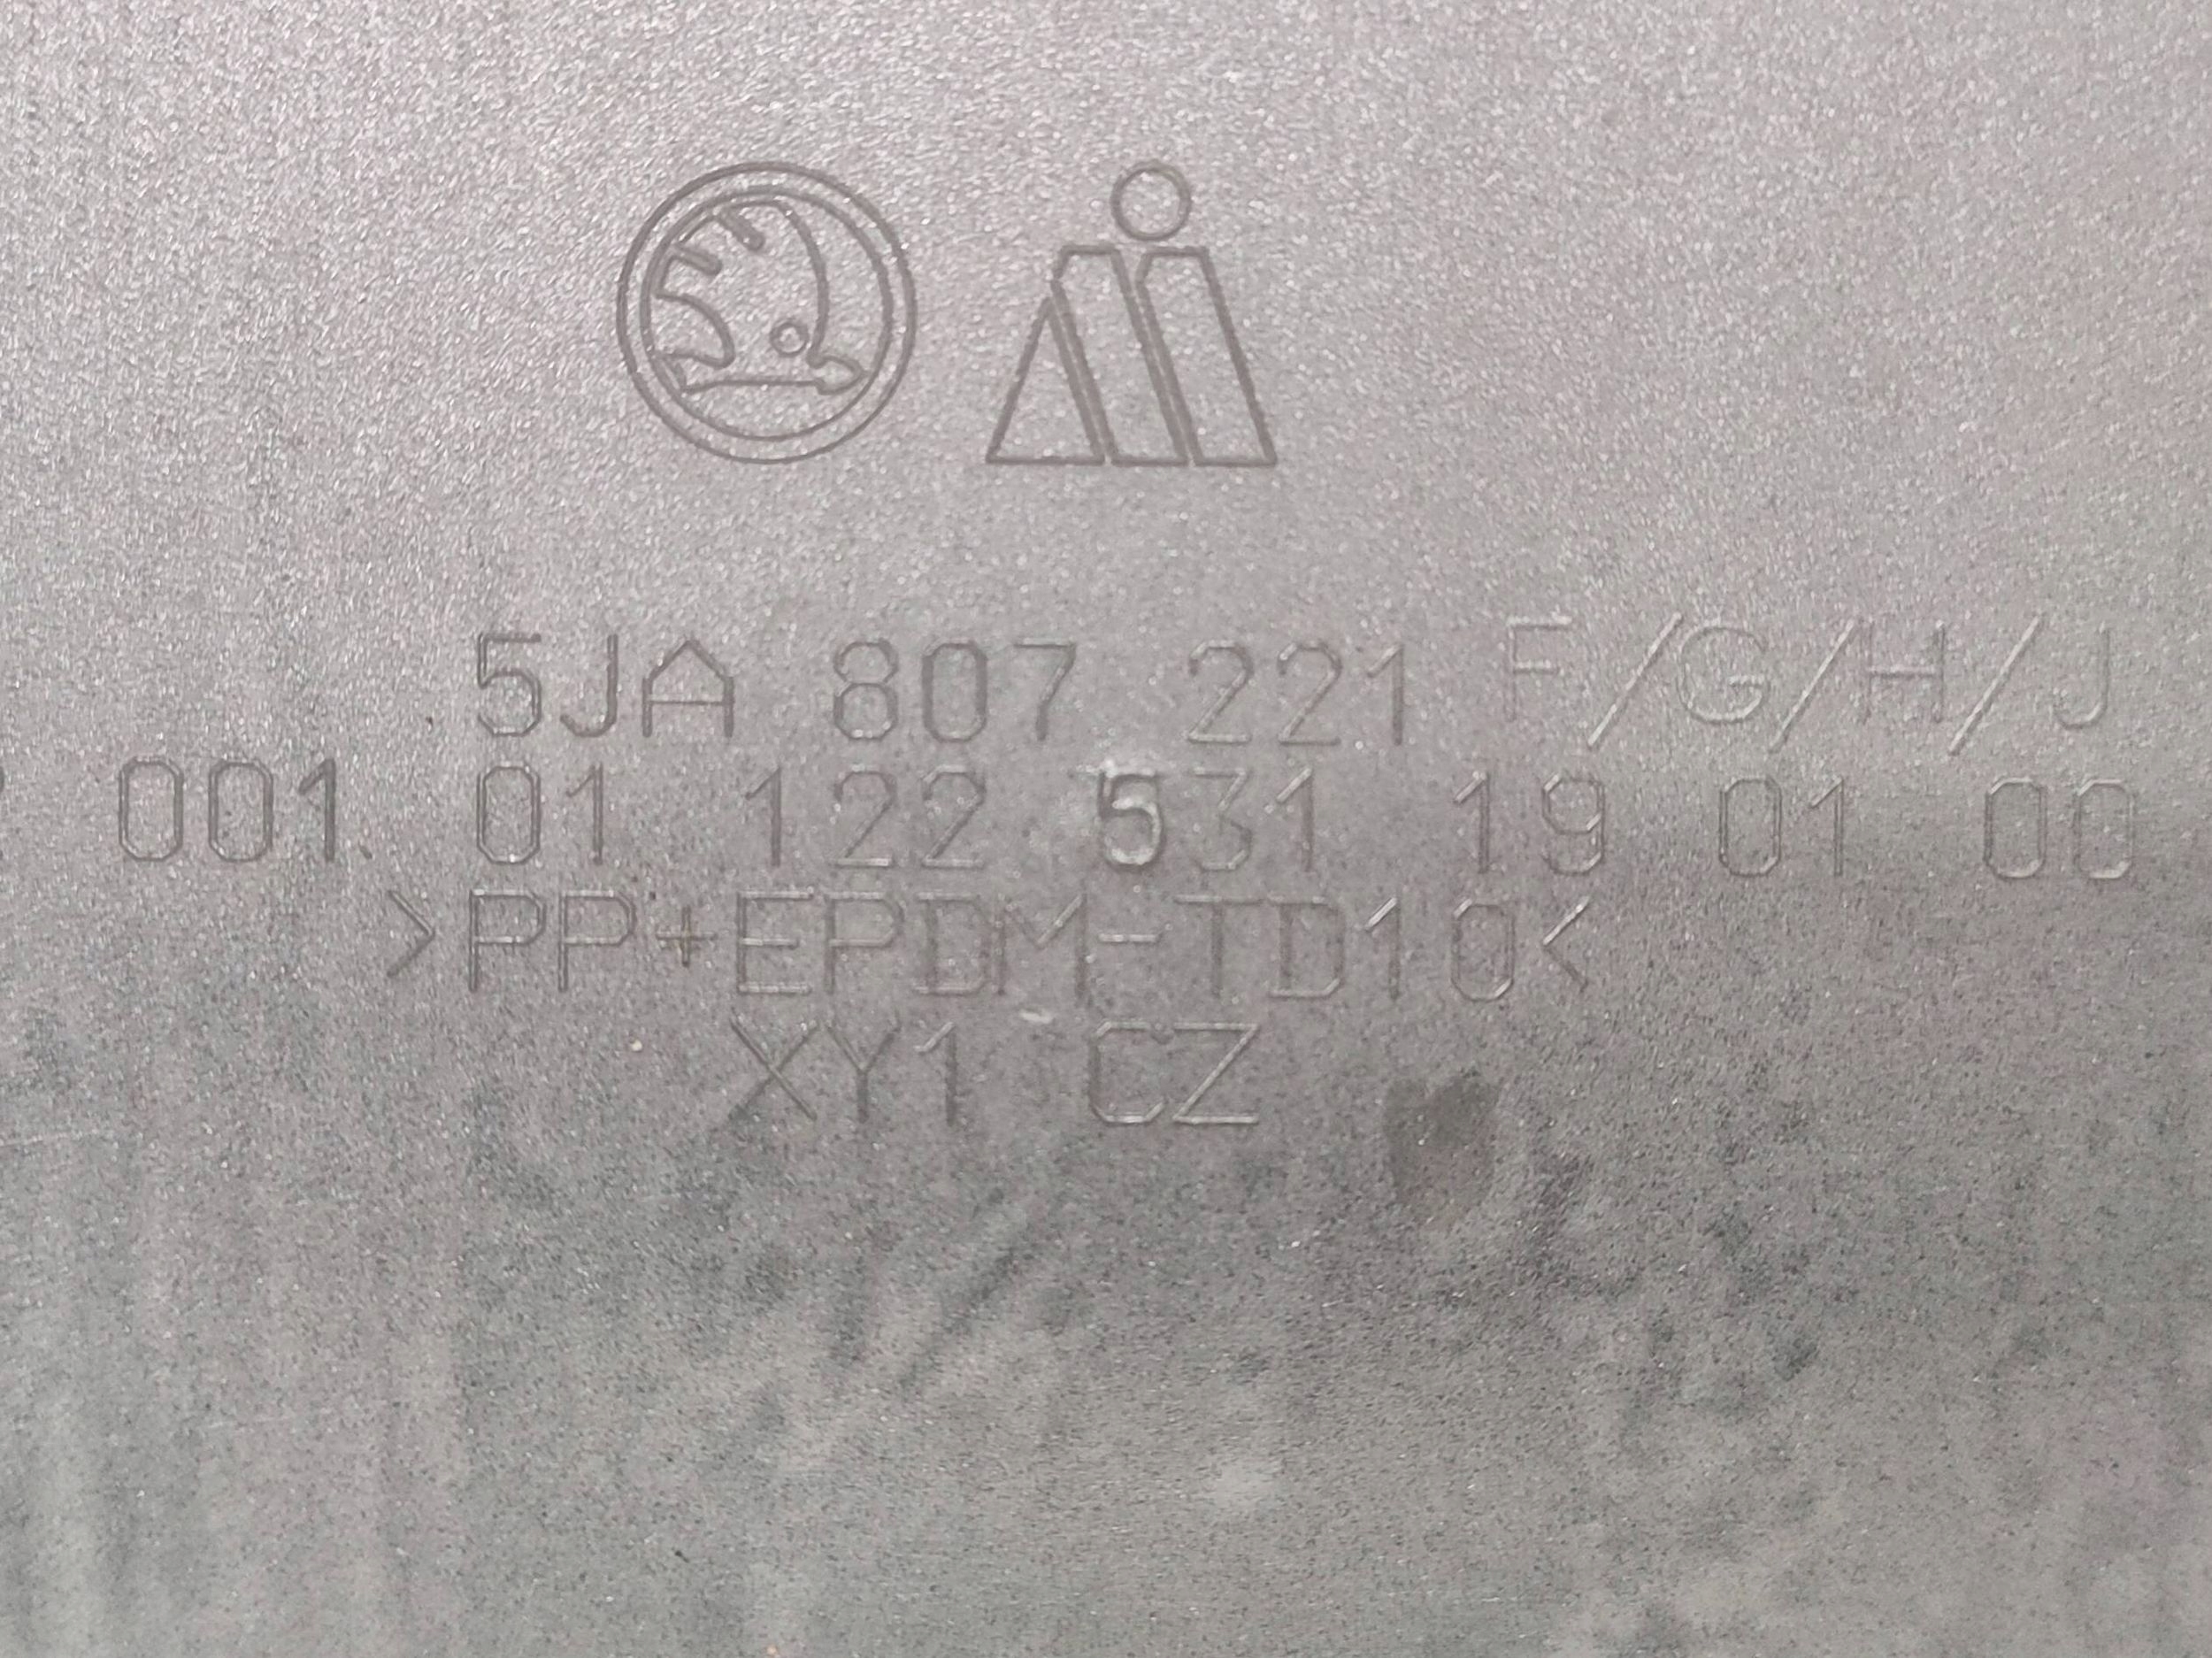 5JA 807 221 F/G/H/J
001. 01 122 531 19 01 00
>PP+EPDM-TD10<
XY1 CZ